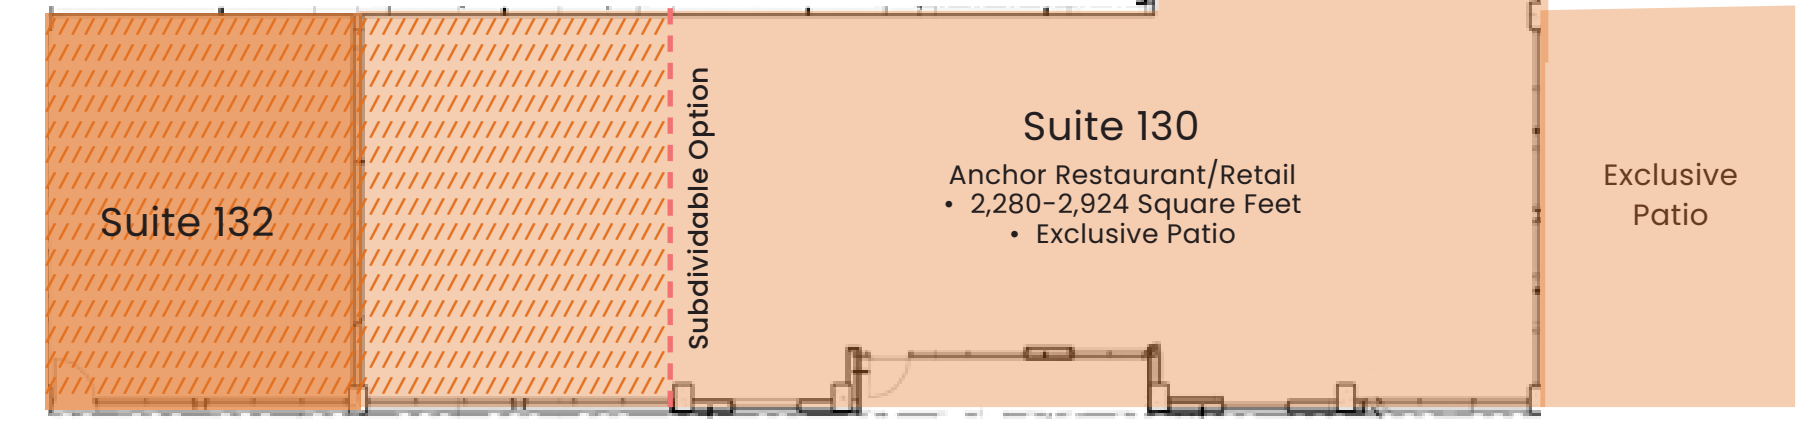 Suite 132
Subdividable Option
Suite 130
Anchor Restaurant/Retail
• 2,280-2,924 Square Feet
• Exclusive Patio
Exclusive
Patio